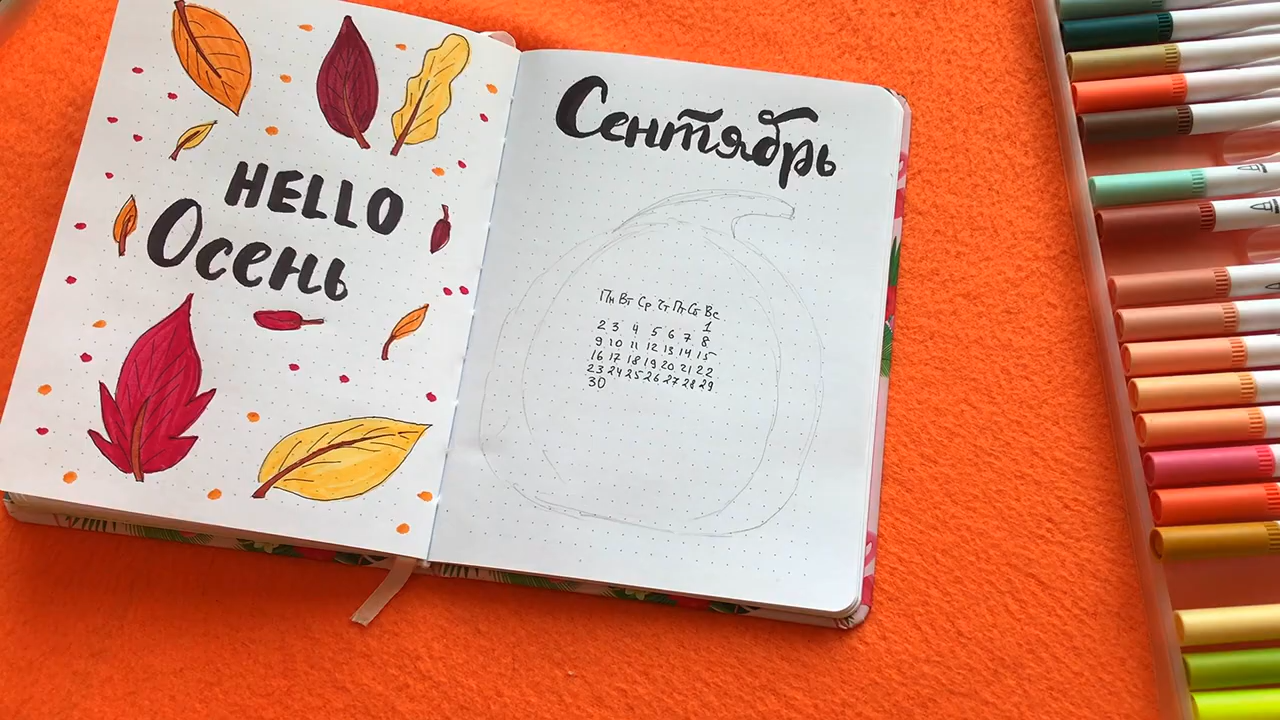 HELLO
Осень
Сентябрь
Пн Вт Ср Чт Пт Сб Вс
1
2 3 4 5 6 7 8
9 10 11 12 13 14 15
16 17 18 19 20 21 22
23 24 25 26 27 28 29
30